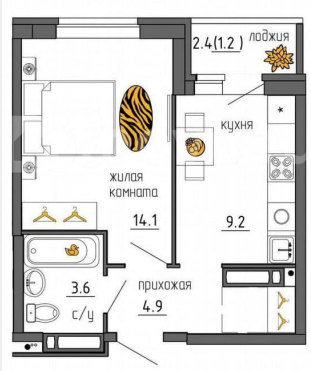 2.4(1.2)
лоджия
кухня
9.2
жилая
комната
14.1
3.6
с/у
прихожая
4.9